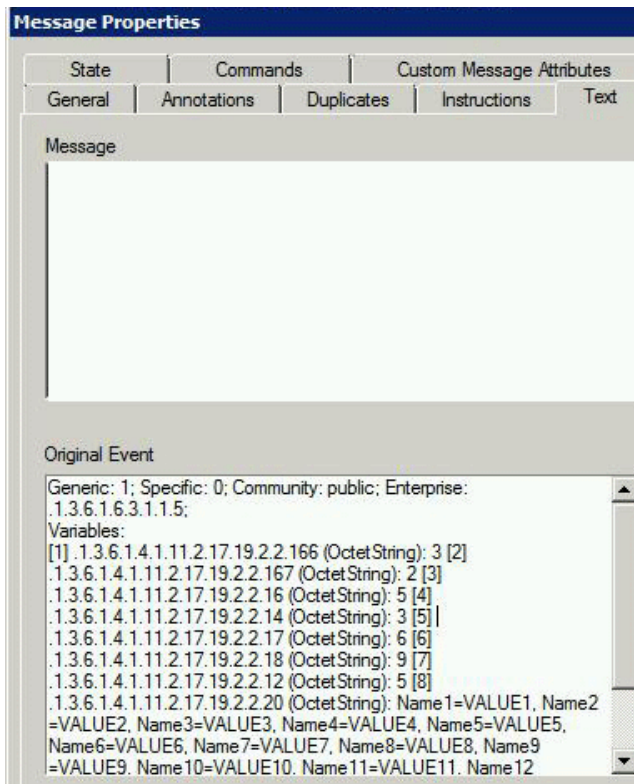 Message Properties
State Commands Custom Message Attributes
General Annotations Duplicates Instructions Text
Message
Original Event
Generic: 1; Specific: 0; Community: public; Enterprise:
.1.3.6.1.6.3.1.1.5;
Variables:
[1] .1.3.6.1.4.1.11.2.17.19.2.2.166 (OctetString): 3 [2]
.1.3.6.1.4.1.11.2.17.19.2.2.167 (OctetString): 2 [3]
.1.3.6.1.4.1.11.2.17.19.2.2.16 (OctetString): 5 [4]
.1.3.6.1.4.1.11.2.17.19.2.2.14 (OctetString): 3 [5]
.1.3.6.1.4.1.11.2.17.19.2.2.17 (OctetString): 6 [6]
.1.3.6.1.4.1.11.2.17.19.2.2.18 (OctetString): 9 [7]
.1.3.6.1.4.1.11.2.17.19.2.2.12 (OctetString): 5 [8]
.1.3.6.1.4.1.11.2.17.19.2.2.20 (OctetString): Name1=VALUE1, Name2
=VALUE2, Name3=VALUE3, Name4=VALUE4, Name5=VALUE5,
Name6=VALUE6, Name7=VALUE7, Name8=VALUE8, Name9
=VALUE9, Name10=VALUE10, Name11=VALUE11, Name12